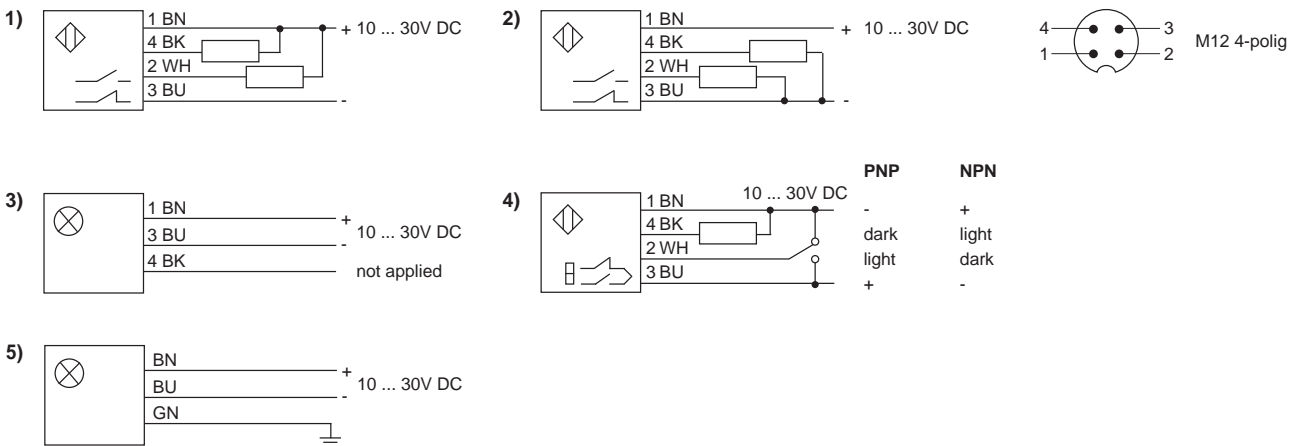 1)
1 BN
4 BK
2 WH
3 BU
+ 10 ... 30V DC
-
2)
1 BN
4 BK
2 WH
3 BU
+ 10 ... 30V DC
-
4
1
3
2
M12 4-polig
3)
1 BN
3 BU
4 BK
+
10 ... 30V DC
-
not applied
4)
1 BN
4 BK
2 WH
3 BU
10 ... 30V DC
PNP NPN
- +
dark light
light dark
+ -
5)
BN
BU
GN
+
10 ... 30V DC
-